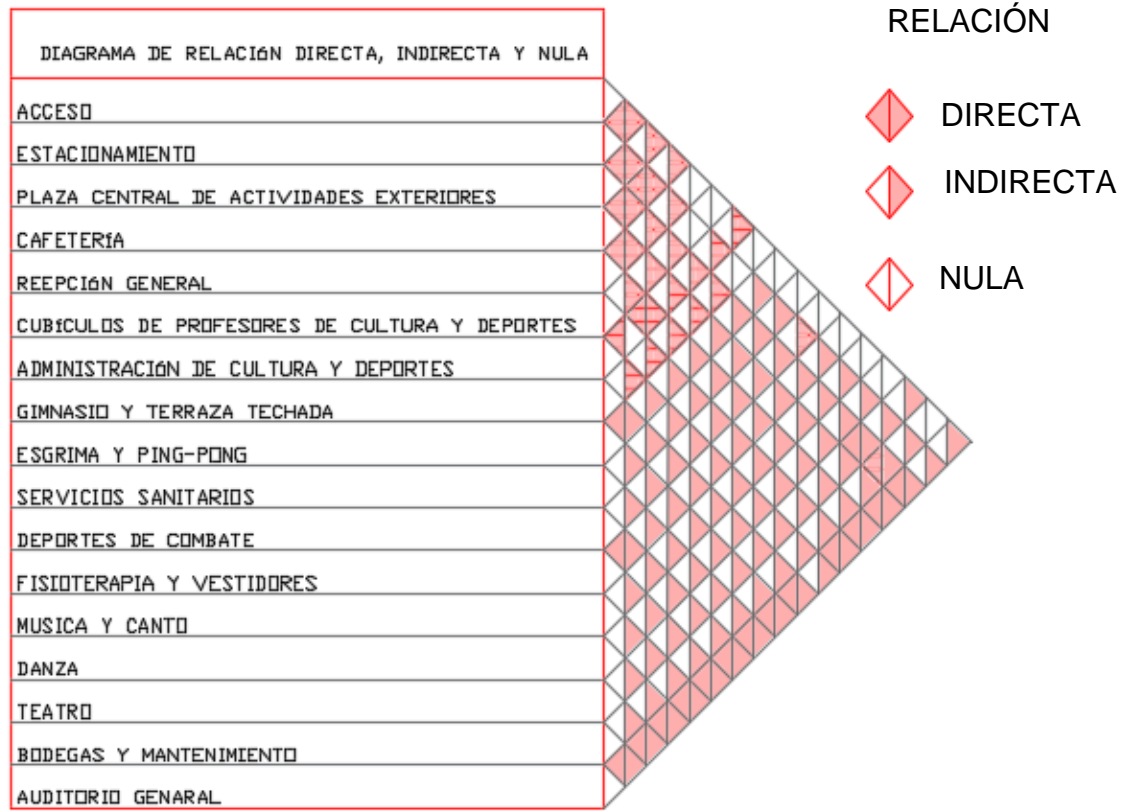 DIAGRAMA DE RELACIóN DIRECTA, INDIRECTA Y NULA
ACCESO
ESTACIONAMIENTO
PLAZA CENTRAL DE ACTIVIDADES EXTERIORES
CAFETERíA
REEPCIóN GENERAL
CUBíCULOS DE PROFESORES DE CULTURA Y DEPORTES
ADMINISTRACIóN DE CULTURA Y DEPORTES
GIMNASIO Y TERRAZA TECHADA
ESGRIMA Y PING-PONG
SERVICIOS SANITARIOS
DEPORTES DE COMBATE
FISIOTERAPIA Y VESTIDORES
MUSICA Y CANTO
DANZA
TEATRO
BODEGAS Y MANTENIMIENTO
AUDITORIO GENARAL
RELACIÓN
DIRECTA
INDIRECTA
NULA